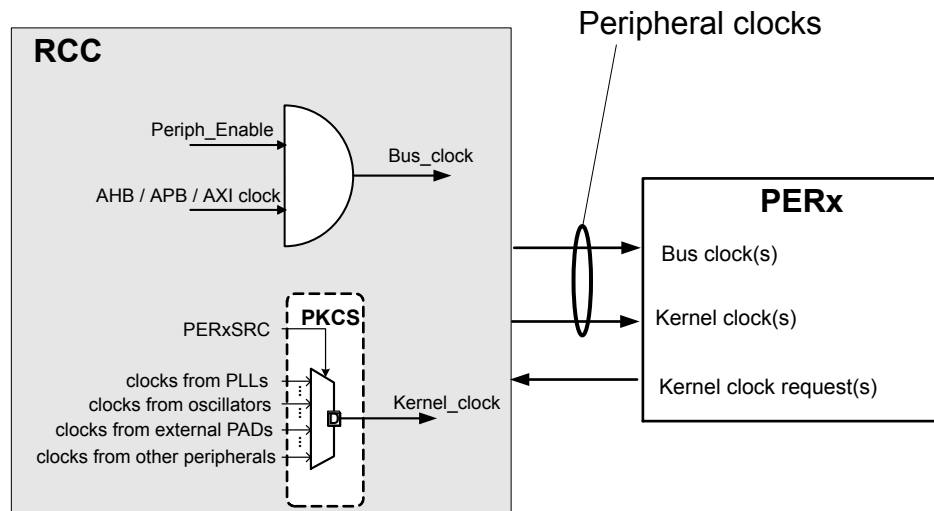 Peripheral clocks
RCC
Periph_Enable
Bus_clock
AHB / APB / AXI clock
PERx
Bus clock(s)
Kernel clock(s)
Kernel clock request(s)
PKCS
PERxSRC
clocks from PLLs
clocks from oscillators
Kernel_clock
D
clocks from external PADs
clocks from other peripherals